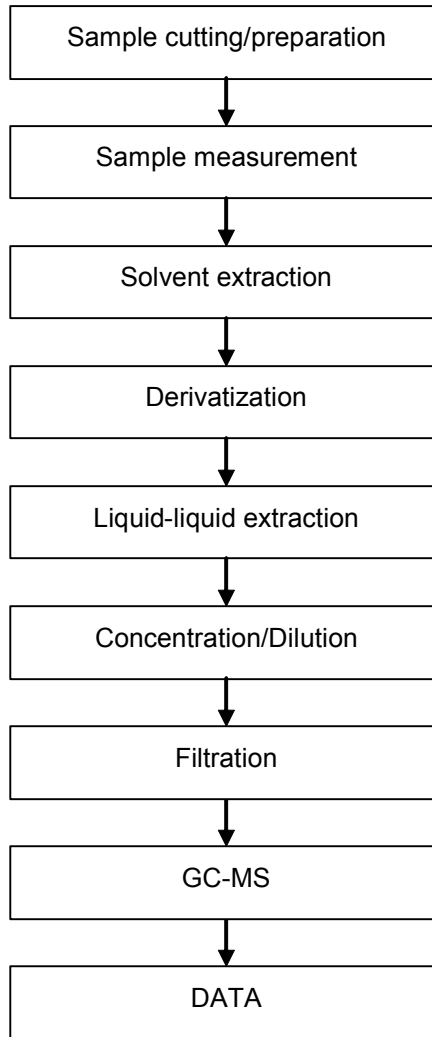 Sample cutting/preparation
Sample measurement
Solvent extraction
Derivatization
Liquid-liquid extraction
Concentration/Dilution
Filtration
GC-MS
DATA